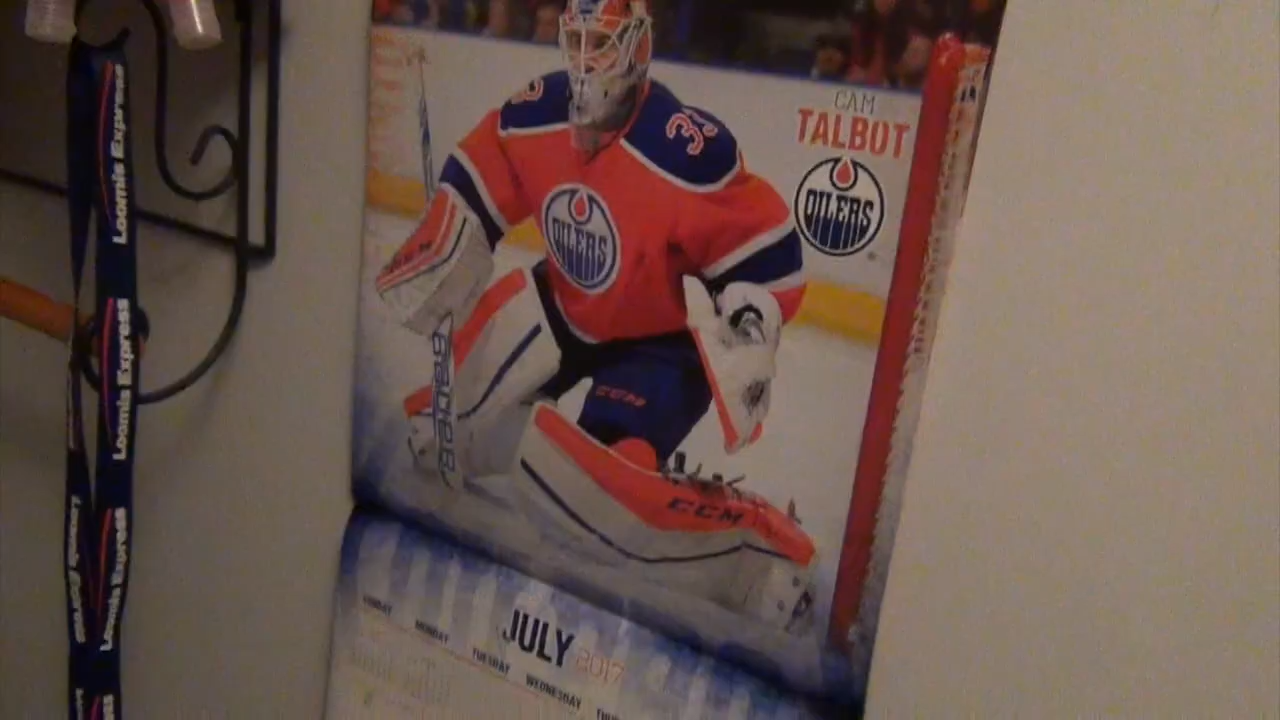 Loomis Express
Loomis Express
Loomis Express
Loomis Express
CAM
TALBOT
OILERS
33
OILERS
CCM
CCM
JULY 2017
SUNDAY MONDAY TUESDAY WEDNESDAY